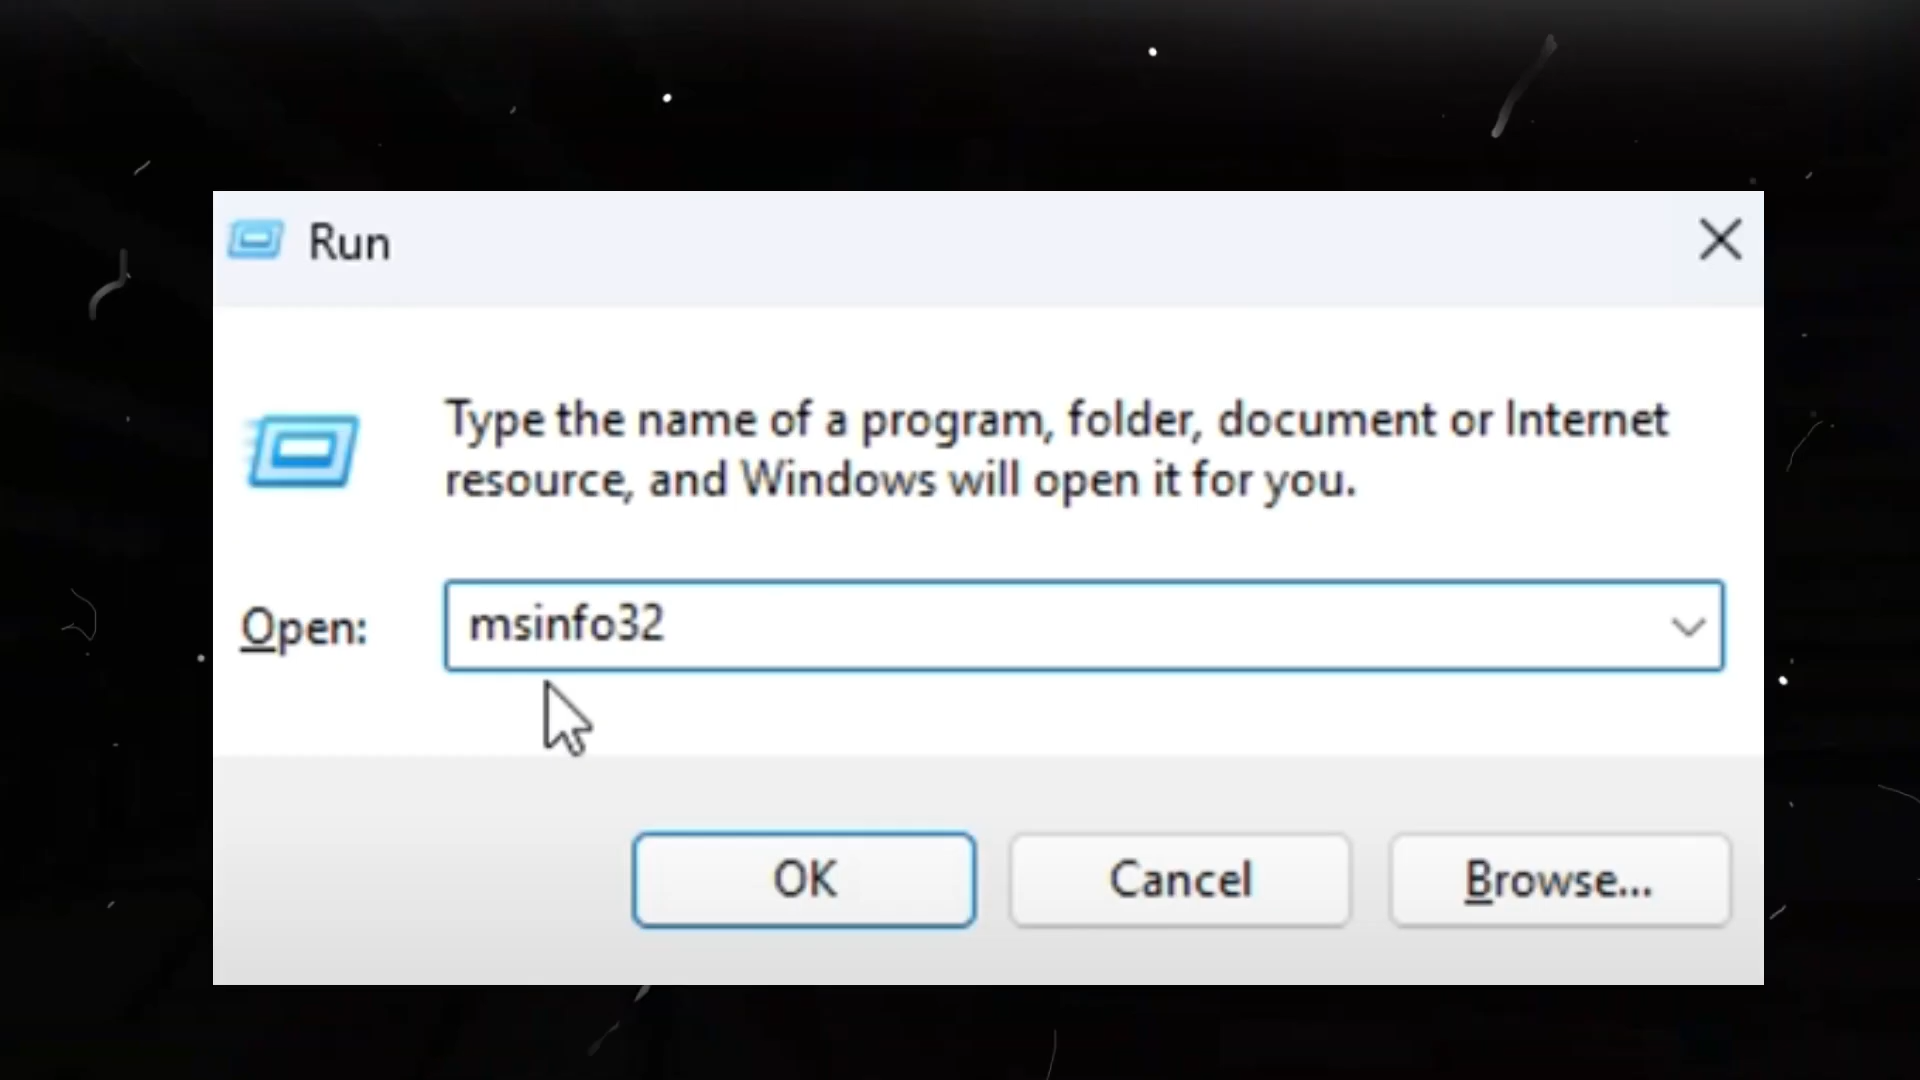 Run
Type the name of a program, folder, document or Internet
resource, and Windows will open it for you.
Open: msinfo32
OK Cancel Browse...